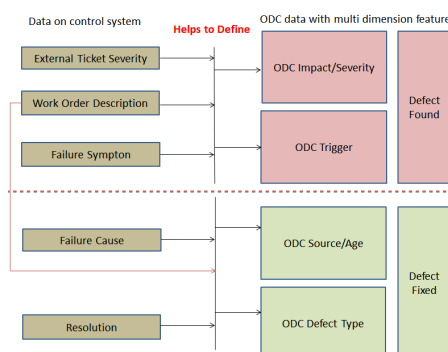 Data on control system
Helps to Define
ODC data with multi dimension feature
External Ticket Severity
Work Order Description
Failure Sympton
ODC Impact/Severity
ODC Trigger
Defect
Found
Failure Cause
Resolution
ODC Source/Age
ODC Defect Type
Defect
Fixed